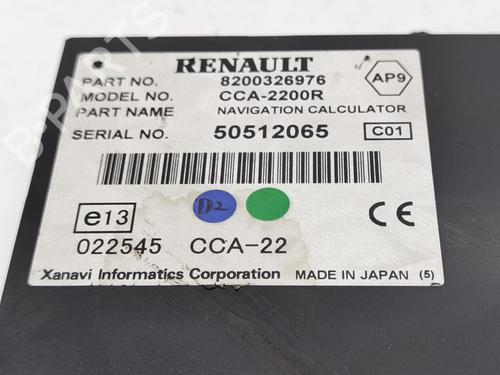 RENAULT
PART NO. 8200326976
MODEL NO. CCA-2200R
AP9
PART NAME NAVIGATION CALCULATOR
SERIAL NO. 50512065 C01
D2
e13
CE
022545 CCA-22
Xanavi Informatics Corporation MADE IN JAPAN (5)
B-PARTS